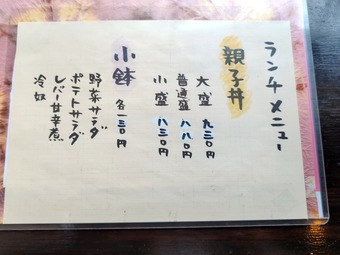 ランチメニュー
親子丼
大盛 九三〇円
普通盛 八八〇円
小盛 八三〇円
小鉢 各一三〇円
野菜サラダ
ポテトサラダ
レバー甘辛煮
冷奴